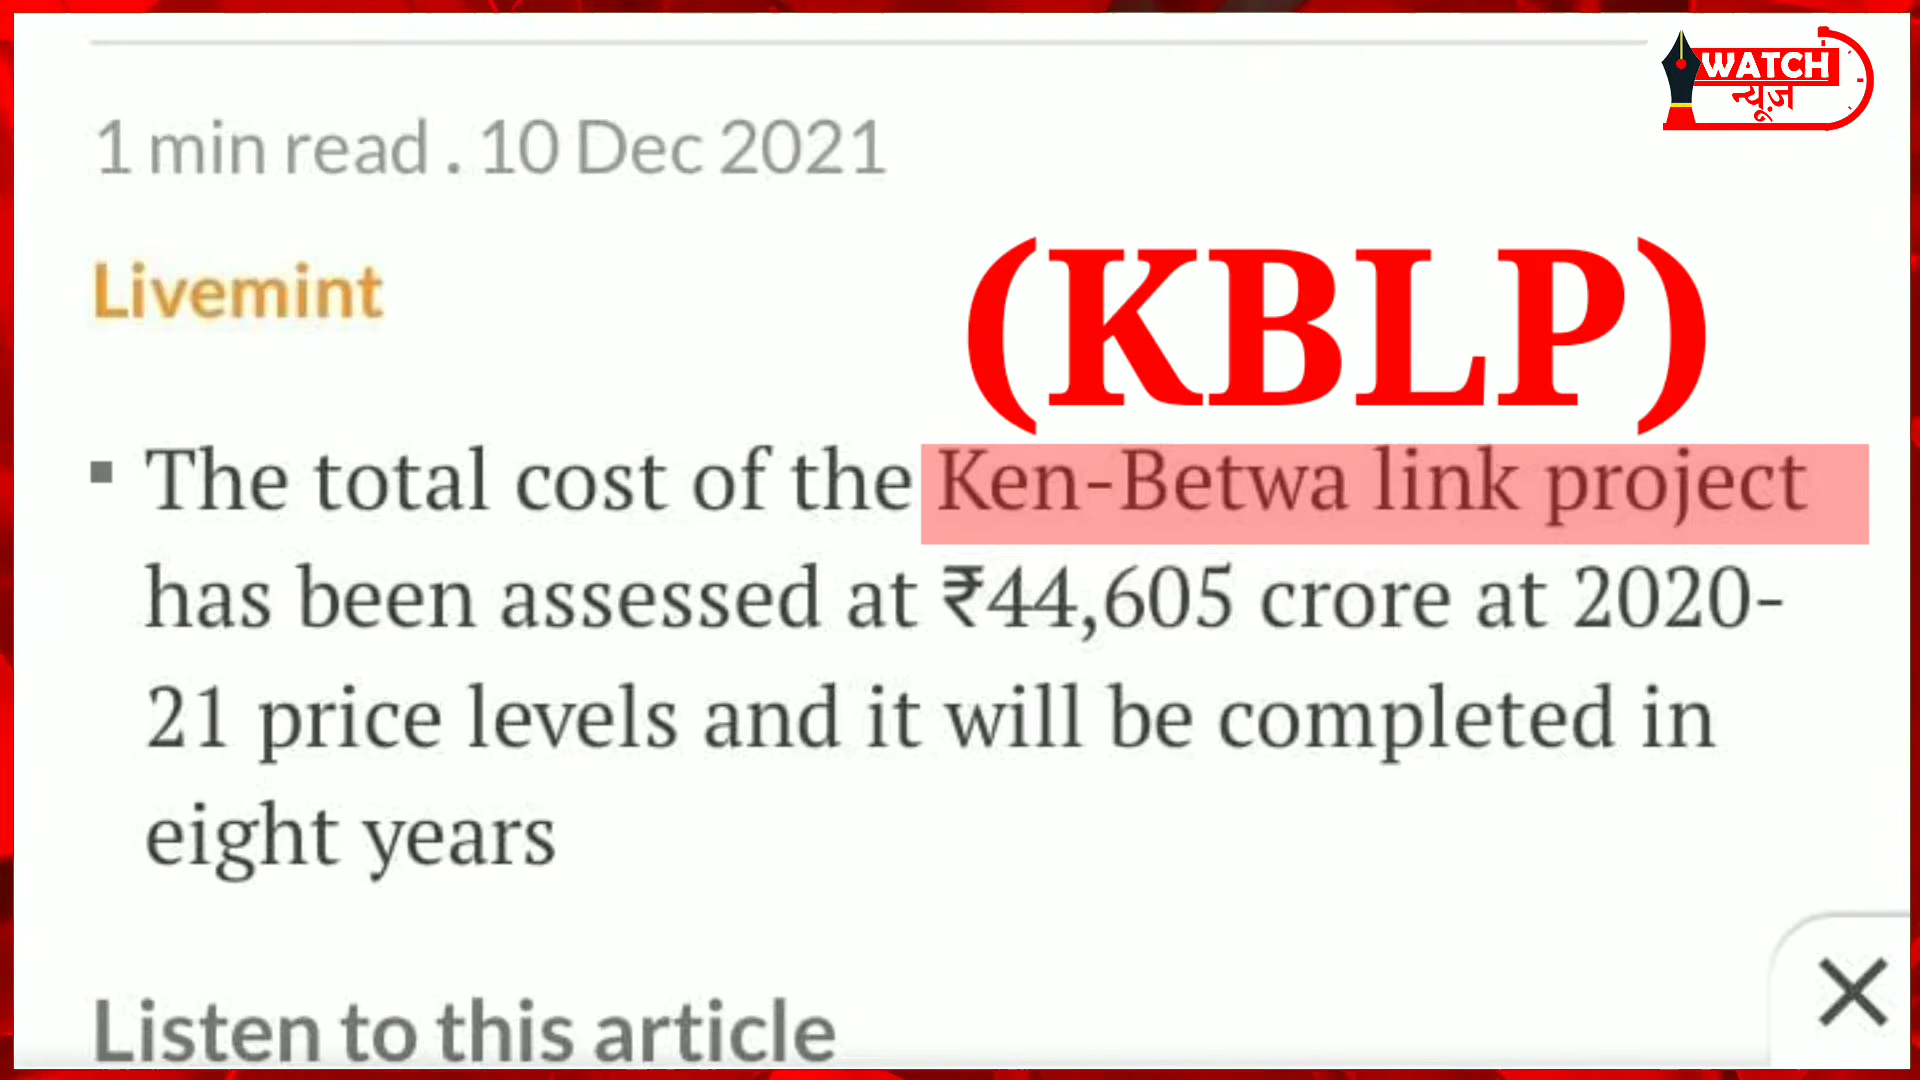 WATCH
न्यूज़
1 min read . 10 Dec 2021
Livemint
(KBLP)
▪ The total cost of the Ken-Betwa link project
has been assessed at ₹44,605 crore at 2020-
21 price levels and it will be completed in
eight years
Listen to this article